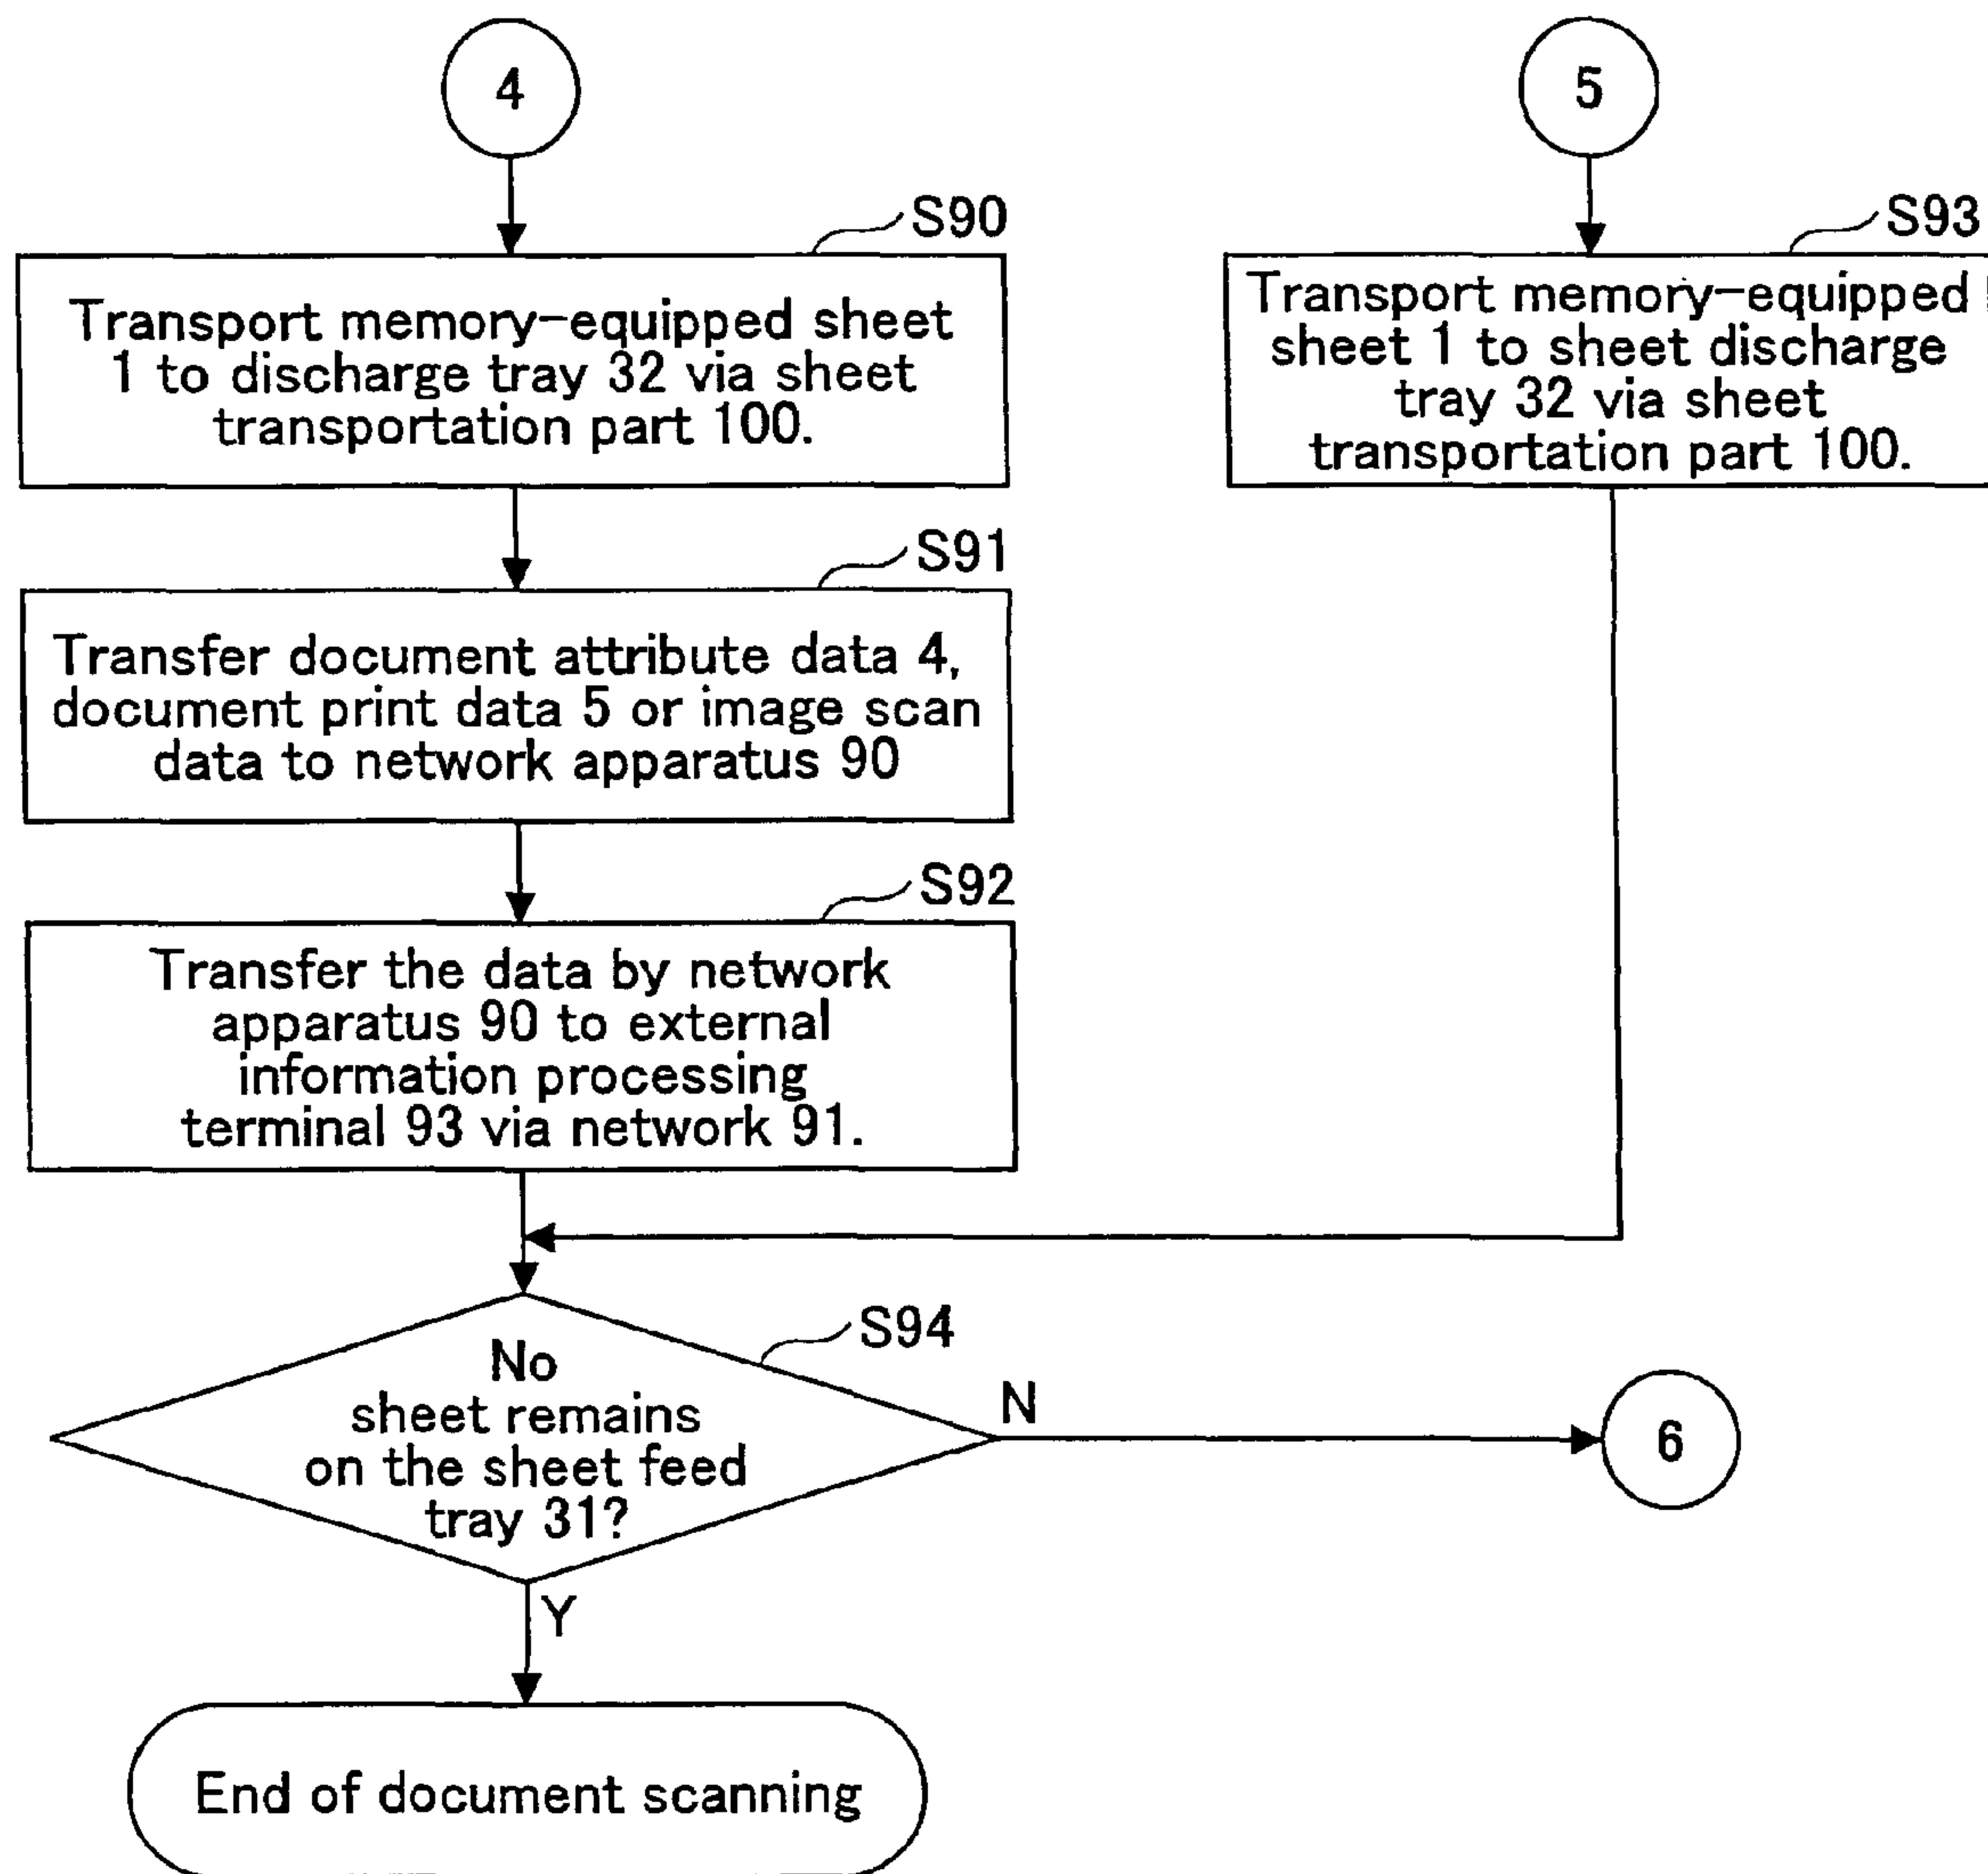 4
5
S90
S93
Transport memory-equipped sheet
1 to discharge tray 32 via sheet
transportation part 100.
Transport memory-equipped
sheet 1 to sheet discharge
tray 32 via sheet
transportation part 100.
S91
Transfer document attribute data 4,
document print data 5 or image scan
data to network apparatus 90
S92
Transfer the data by network
apparatus 90 to external
information processing
terminal 93 via network 91.
S94
No
sheet remains
on the sheet feed
tray 31?
N
6
Y
End of document scanning